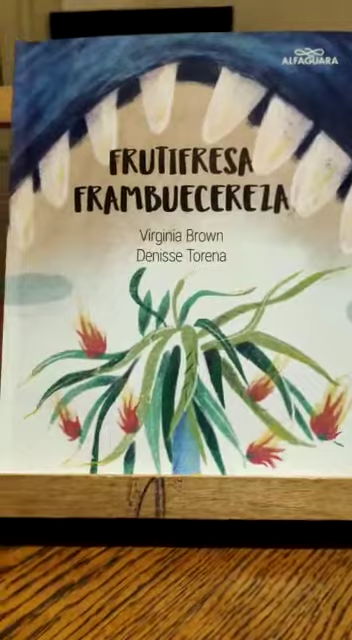 ALFAGUARA
FRUTIFRESA
FRAMBUECEREZA
Virginia Brown
Denisse Torena